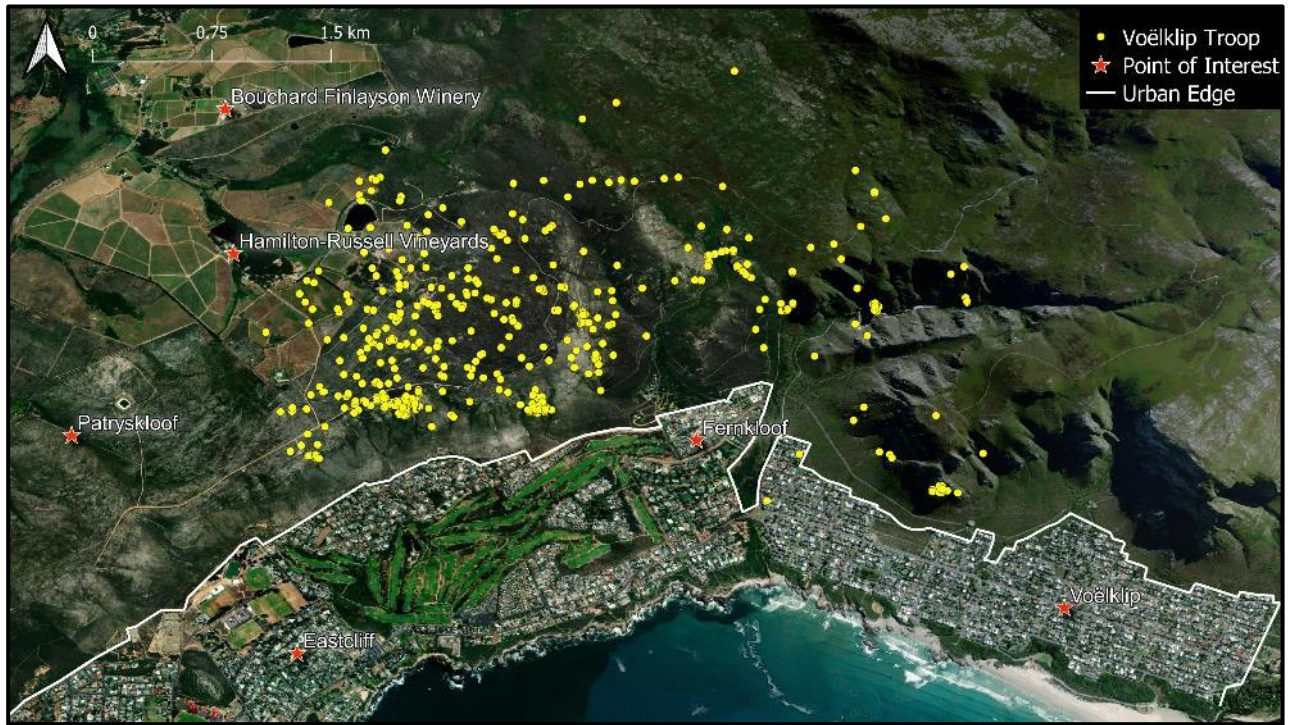 0 0.75 1.5 km
Voëlklip Troop
Point of Interest
Urban Edge
Bouchard Finlayson Winery
Hamilton-Russell Vineyards
Patryskloof
Fernkloof
Voëlklip
Eastcliff